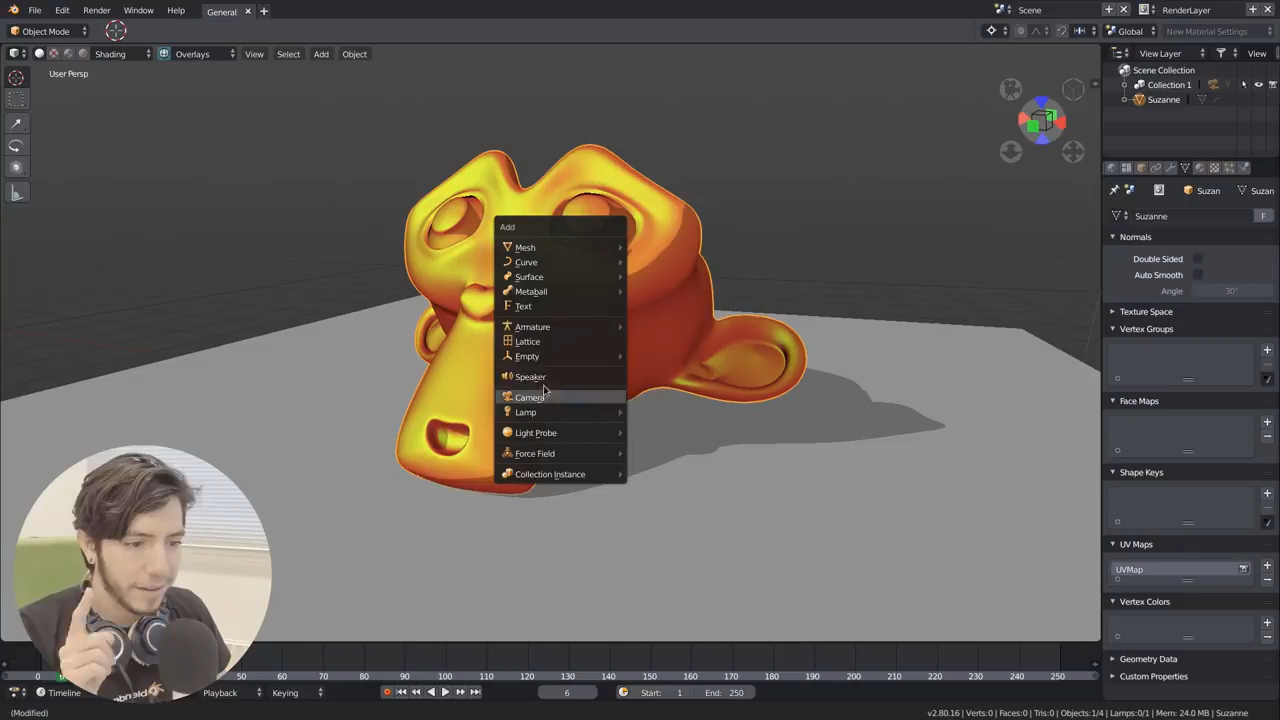 File Edit Render Window Help General Scene RenderLayer
Object Mode Global New Material Settings
Shading Overlays View Select Add Object View Layer View
User Persp
Scene Collection
Collection 1
Suzanne
Suzan Suzan
Suzanne F
Normals
Double Sided
Auto Smooth
Angle 30°
Texture Space
Vertex Groups
Face Maps
Shape Keys
UV Maps
UVMap
Vertex Colors
Geometry Data
Custom Properties
Add
Mesh
Curve
Surface
Metaball
Text
Armature
Lattice
Empty
Speaker
Camera
Lamp
Light Probe
Force Field
Collection Instance
0 50 60 70 80 90 100 110 120 130 140 150 160 170 180 190 200 210 220 230 240 250
Timeline Playback Keying 6 Start: 1 End: 250
(Modified) v2.80.16 | Verts:0 | Faces:0 | Tris:0 | Objects:1/4 | Lamps:0/1 | Mem: 24.0 MB | Suzanne